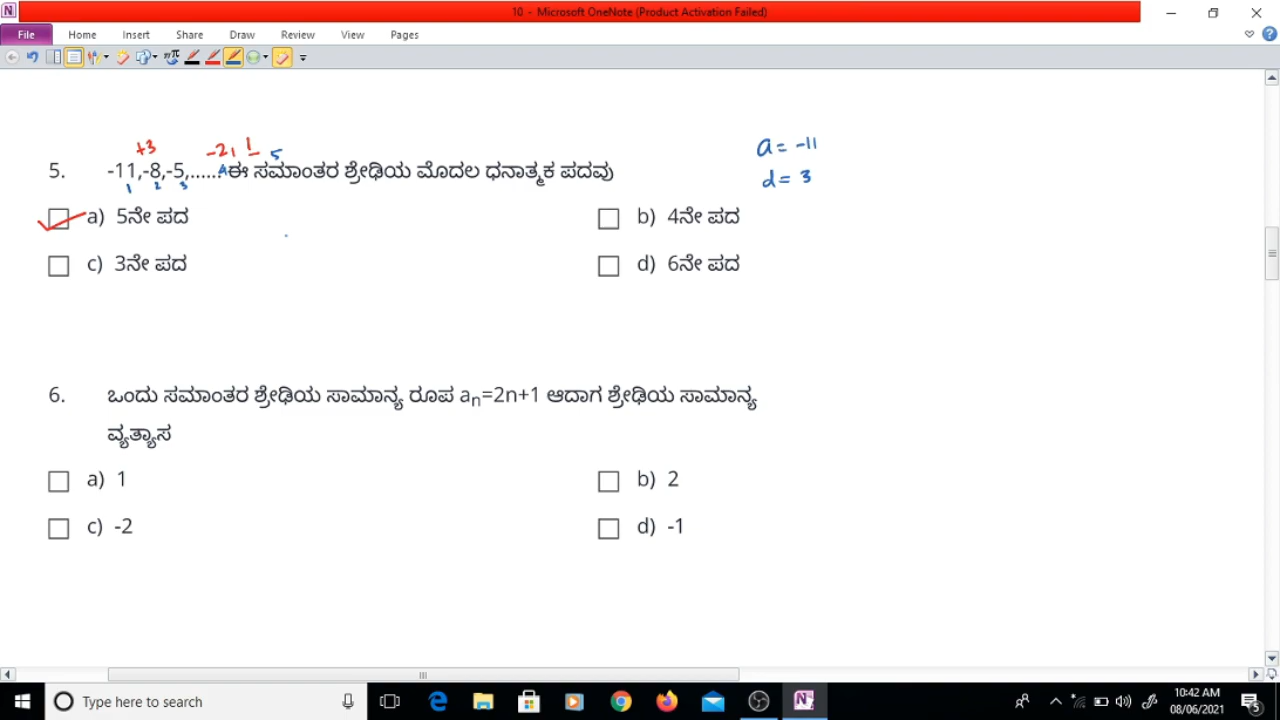 10 - Microsoft OneNote (Product Activation Failed)
File Home Insert Share Draw Review View Pages
+3 -2, 1 5
5. -11,-8,-5,...... 4 ಈ ಸಮಾಂತರ ಶ್ರೇಢಿಯ ಮೊದಲ ಧನಾತ್ಮಕ ಪದವು
1 2 3
a = -11
d = 3
a) 5ನೇ ಪದ b) 4ನೇ ಪದ
c) 3ನೇ ಪದ d) 6ನೇ ಪದ
6. ಒಂದು ಸಮಾಂತರ ಶ್ರೇಢಿಯ ಸಾಮಾನ್ಯ ರೂಪ aₙ=2n+1 ಆದಾಗ ಶ್ರೇಢಿಯ ಸಾಮಾನ್ಯ
ವ್ಯತ್ಯಾಸ
a) 1 b) 2
c) -2 d) -1
Type here to search
10:42 AM
08/06/2021
5